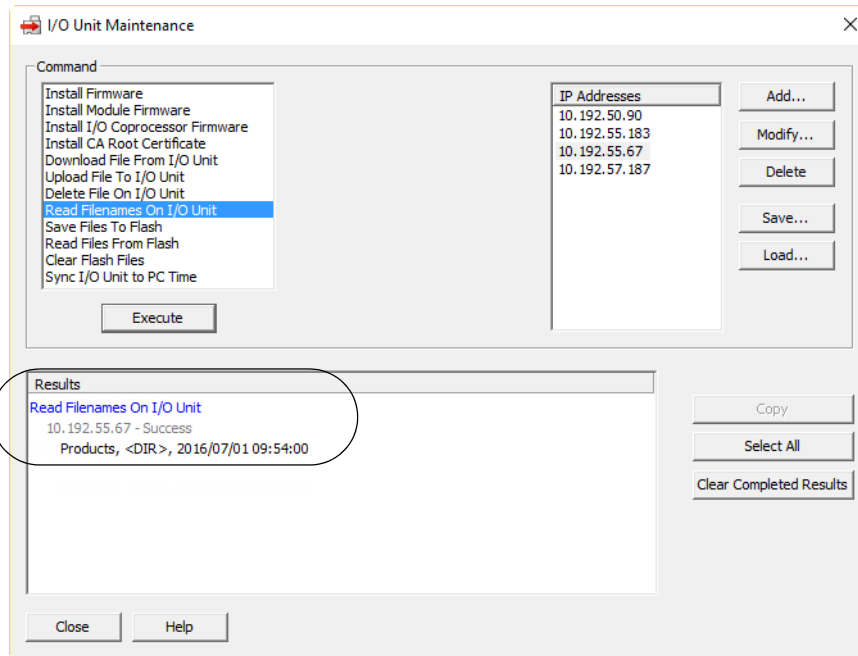 I/O Unit Maintenance
Command
Install Firmware
Install Module Firmware
Install I/O Coprocessor Firmware
Install CA Root Certificate
Download File From I/O Unit
Upload File To I/O Unit
Delete File On I/O Unit
Read Filenames On I/O Unit
Save Files To Flash
Read Files From Flash
Clear Flash Files
Sync I/O Unit to PC Time
Execute
IP Addresses
10.192.50.90
10.192.55.183
10.192.55.67
10.192.57.187
Add...
Modify...
Delete
Save...
Load...
Results
Read Filenames On I/O Unit
10.192.55.67 - Success
Products, <DIR>, 2016/07/01 09:54:00
Copy
Select All
Clear Completed Results
Close
Help